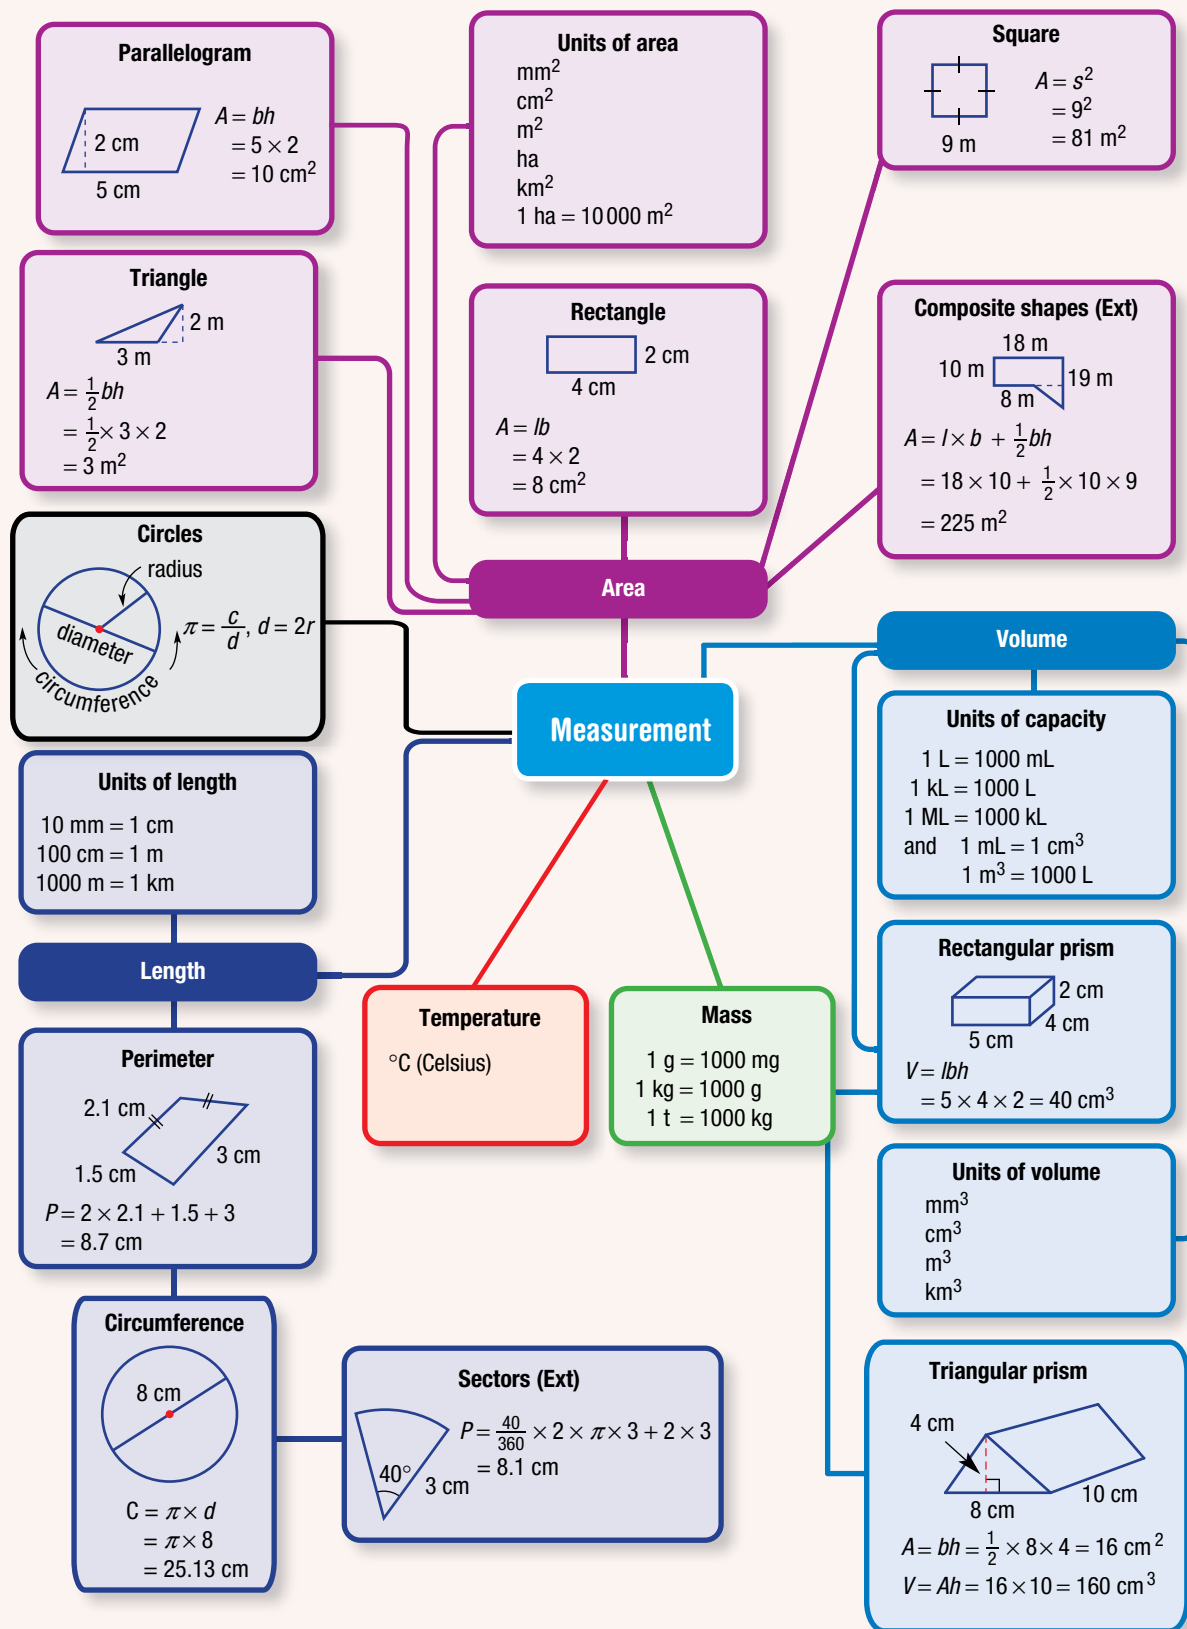 Parallelogram
2 cm
5 cm
A = bh
= 5 × 2
= 10 cm²
Units of area
mm²
cm²
m²
ha
km²
1 ha = 10 000 m²
Square
9 m
A = s²
= 9²
= 81 m²
Triangle
2 m
3 m
A = 1/2 bh
= 1/2 × 3 × 2
= 3 m²
Rectangle
2 cm
4 cm
A = lb
= 4 × 2
= 8 cm²
Composite shapes (Ext)
18 m
10 m
19 m
8 m
A = l × b + 1/2 bh
= 18 × 10 + 1/2 × 10 × 9
= 225 m²
Circles
radius
diameter
circumference
π = c/d, d = 2r
Area
Volume
Measurement
Units of capacity
1 L = 1000 mL
1 kL = 1000 L
1 ML = 1000 kL
and 1 mL = 1 cm³
1 m³ = 1000 L
Units of length
10 mm = 1 cm
100 cm = 1 m
1000 m = 1 km
Length
Rectangular prism
2 cm
4 cm
5 cm
V = lbh
= 5 × 4 × 2 = 40 cm³
Temperature
°C (Celsius)
Mass
1 g = 1000 mg
1 kg = 1000 g
1 t = 1000 kg
Perimeter
2.1 cm
3 cm
1.5 cm
P = 2 × 2.1 + 1.5 + 3
= 8.7 cm
Units of volume
mm³
cm³
m³
km³
Circumference
8 cm
C = π × d
= π × 8
= 25.13 cm
Sectors (Ext)
40°
3 cm
P = 40/360 × 2 × π × 3 + 2 × 3
= 8.1 cm
Triangular prism
4 cm
8 cm
10 cm
A = bh = 1/2 × 8 × 4 = 16 cm²
V = Ah = 16 × 10 = 160 cm³